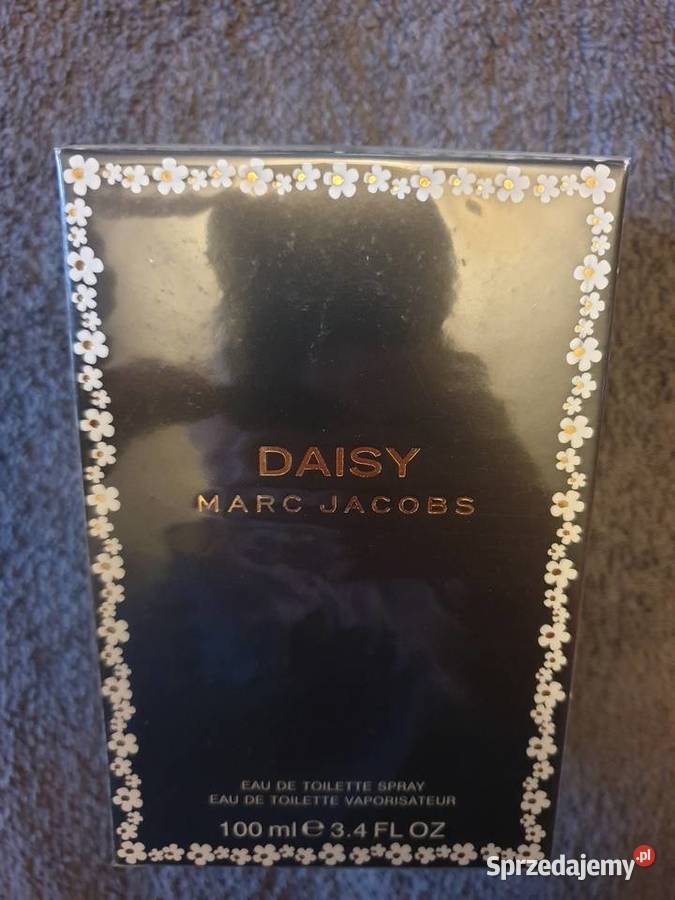 DAISY
MARC JACOBS
EAU DE TOILETTE SPRAY
EAU DE TOILETTE VAPORISATEUR
100 ml ℮ 3.4 FL OZ
Sprzedajemy.pl